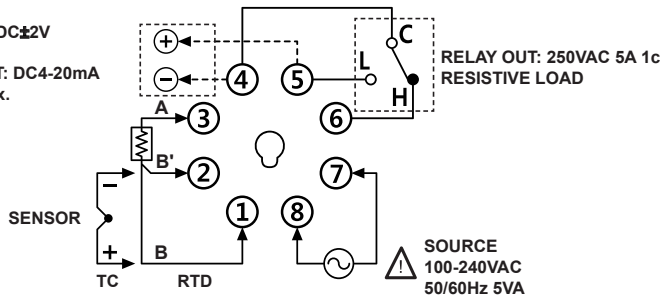 DC±2V
T: DC4-20mA
x.
+
−
4
5
C
L
H
RELAY OUT: 250VAC 5A 1c
RESISTIVE LOAD
A
3
6
B'
2
7
−
SENSOR
+
1
8
B
TC
RTD
SOURCE
100-240VAC
50/60Hz 5VA
!